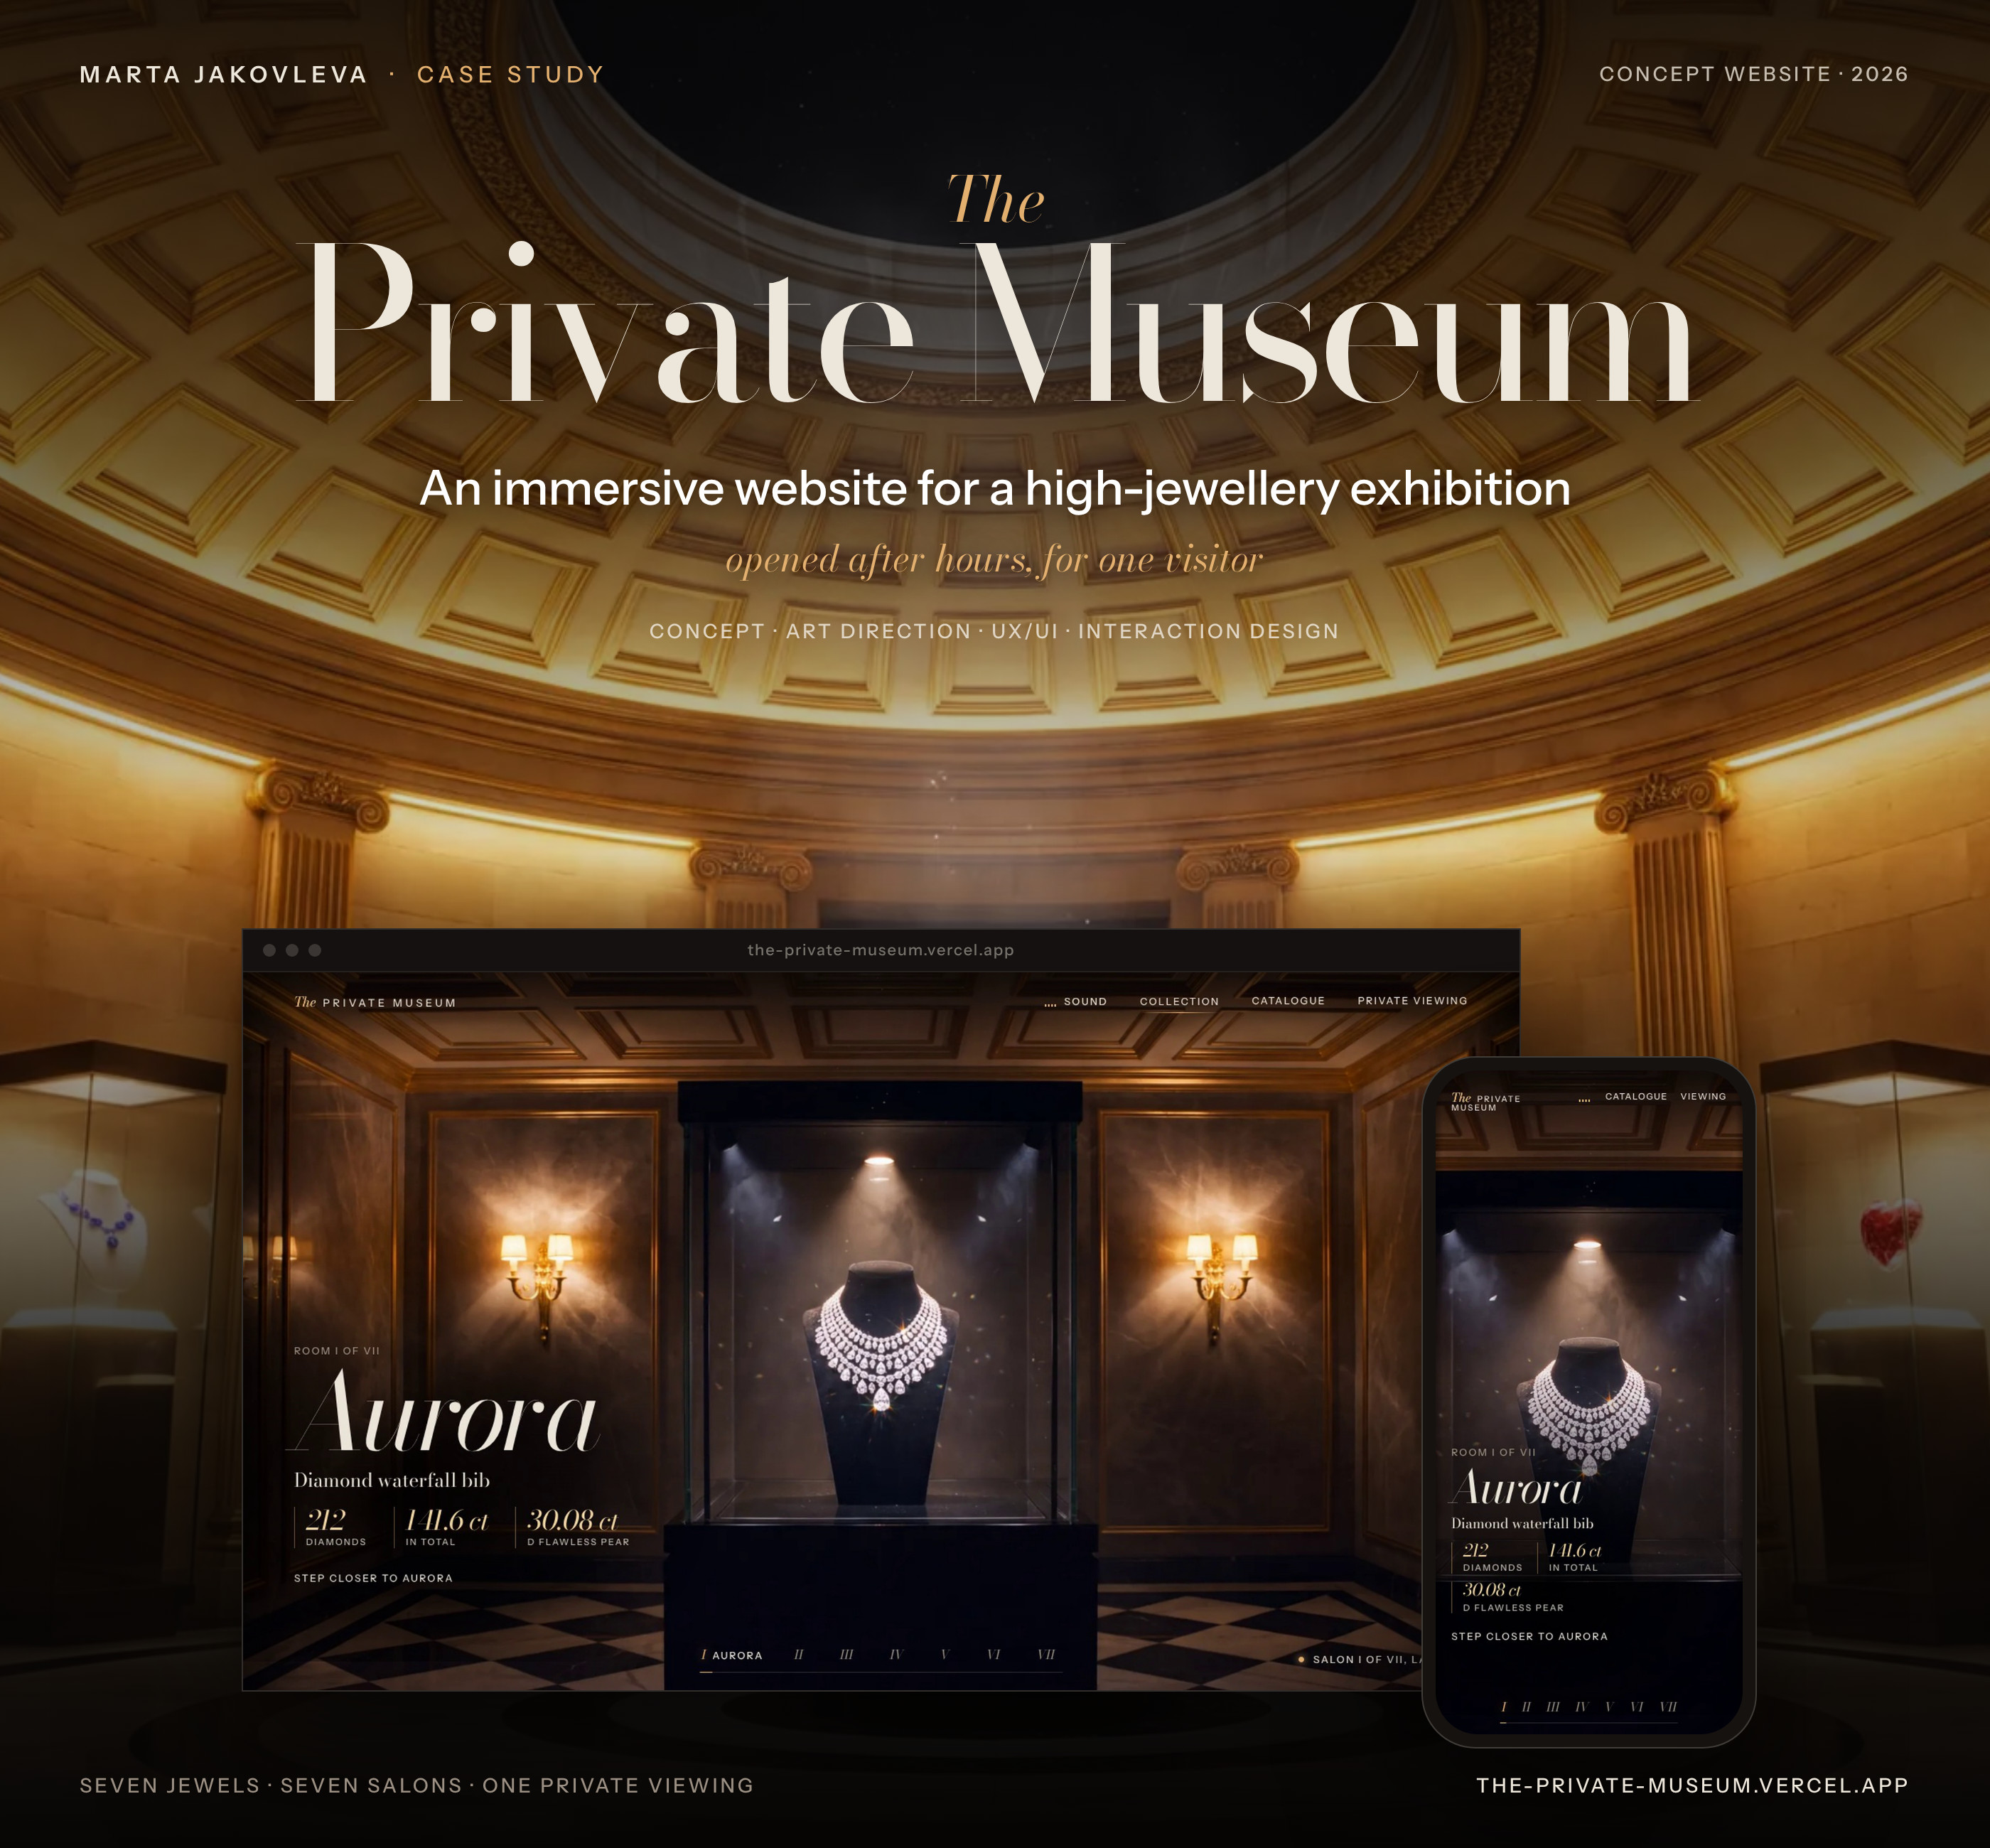 MARTA JAKOVLEVA · CASE STUDY
CONCEPT WEBSITE · 2026
The
Private Museum
An immersive website for a high-jewellery exhibition
opened after hours, for one visitor
CONCEPT · ART DIRECTION · UX/UI · INTERACTION DESIGN
the-private-museum.vercel.app
The PRIVATE MUSEUM
SOUND COLLECTION CATALOGUE PRIVATE VIEWING
ROOM I OF VII
Aurora
Diamond waterfall bib
212 141.6 ct 30.08 ct
DIAMONDS IN TOTAL D FLAWLESS PEAR
STEP CLOSER TO AURORA
I AURORA II III IV V VI VII
SALON I OF VII, LA
The PRIVATE
MUSEUM
CATALOGUE VIEWING
ROOM I OF VII
Aurora
Diamond waterfall bib
212 141.6 ct
DIAMONDS IN TOTAL
30.08 ct
D FLAWLESS PEAR
STEP CLOSER TO AURORA
I II III IV V VI VII
SEVEN JEWELS · SEVEN SALONS · ONE PRIVATE VIEWING
THE-PRIVATE-MUSEUM.VERCEL.APP